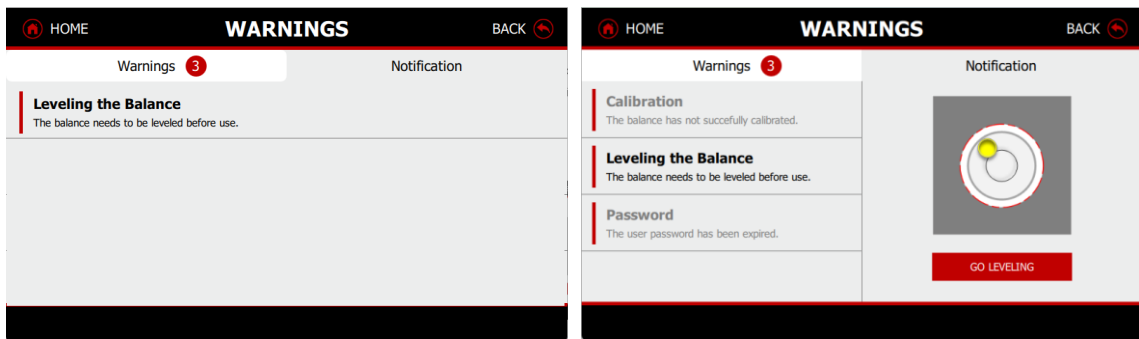 HOME WARNINGS BACK
Warnings 3 Notification
Leveling the Balance
The balance needs to be leveled before use.
HOME WARNINGS BACK
Warnings 3 Notification
Calibration
The balance has not succefully calibrated.
Leveling the Balance
The balance needs to be leveled before use.
Password
The user password has been expired.
GO LEVELING